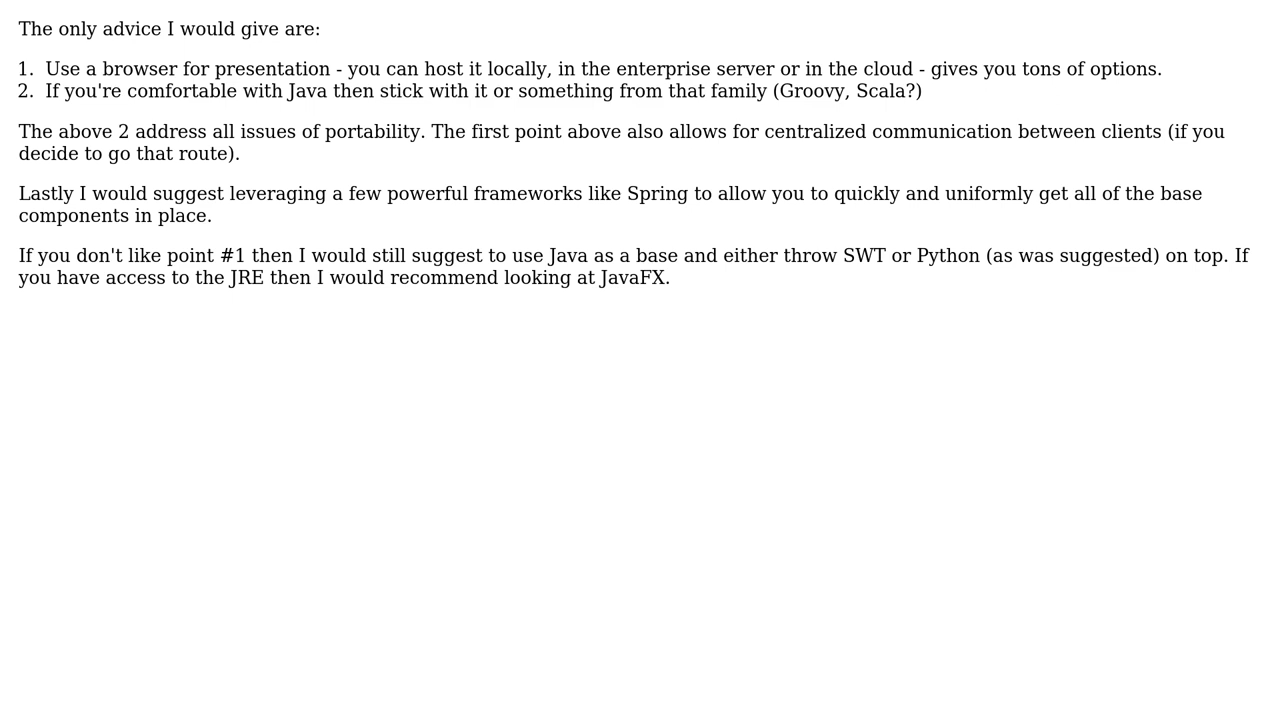 The only advice I would give are:
1. Use a browser for presentation - you can host it locally, in the enterprise server or in the cloud - gives you tons of options.
2. If you're comfortable with Java then stick with it or something from that family (Groovy, Scala?)
The above 2 address all issues of portability. The first point above also allows for centralized communication between clients (if you
decide to go that route).
Lastly I would suggest leveraging a few powerful frameworks like Spring to allow you to quickly and uniformly get all of the base
components in place.
If you don't like point #1 then I would still suggest to use Java as a base and either throw SWT or Python (as was suggested) on top. If
you have access to the JRE then I would recommend looking at JavaFX.